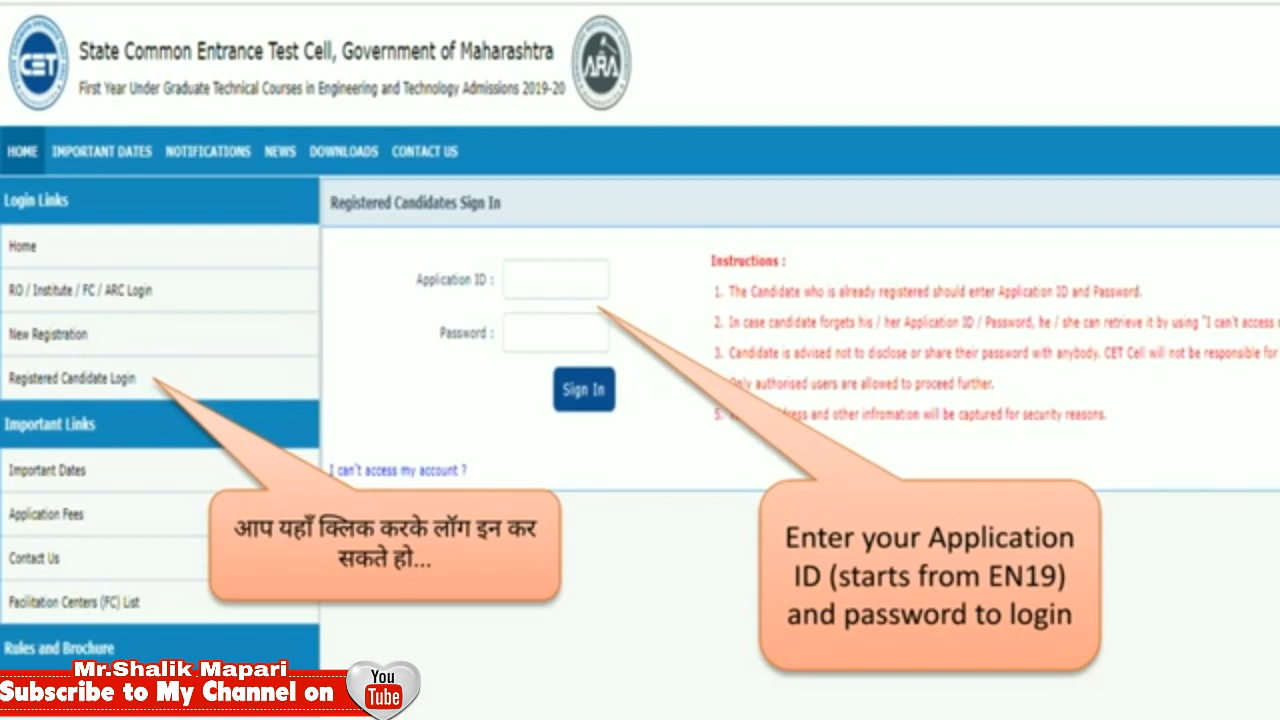 CET
State Common Entrance Test Cell, Government of Maharashtra
First Year Under Graduate Technical Courses in Engineering and Technology Admissions 2019-20
ARA
HOME IMPORTANT DATES NOTIFICATIONS NEWS DOWNLOADS CONTACT US
Login Links
Home
RO / Institute / FC / ARC Login
New Registration
Registered Candidate Login
Important Links
Important Dates
Application Fees
Contact Us
Facilitation Centers (FC) List
Rules and Brochure
Registered Candidates Sign In
Application ID :
Password :
Sign In
I can't access my account ?
Instructions :
1. The Candidate who is already registered should enter Application ID and Password.
2. In case candidate forgets his / her Application ID / Password, he / she can retrieve it by using "I can't access
3. Candidate is advised not to disclose or share their password with anybody. CET Cell will not be responsible for
Only authorised users are allowed to proceed further.
5. and other infromation will be captured for security reasons.
आप यहाँ क्लिक करके लॉग इन कर
सकते हो...
Enter your Application
ID (starts from EN19)
and password to login
Mr.Shalik Mapari
Subscribe to My Channel on
You
Tube